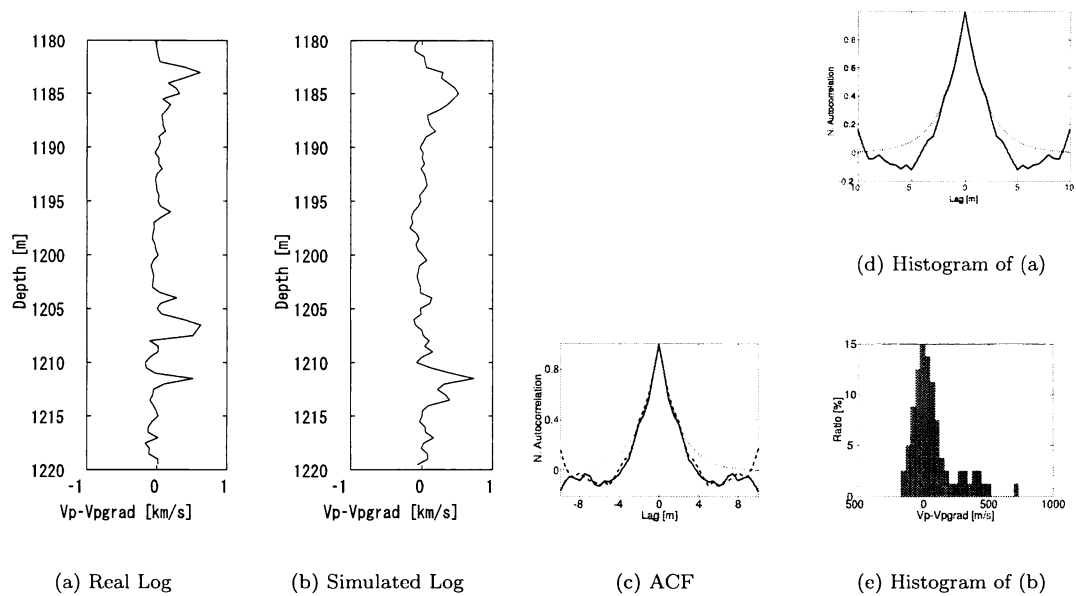 1180
1185
1190
1195
1200
1205
1210
1215
1220
Depth [m]
-1 0 1
Vp-Vpgrad [km/s]
(a) Real Log
1180
1185
1190
1195
1200
1205
1210
1215
1220
Depth [m]
-1 0 1
Vp-Vpgrad [km/s]
(b) Simulated Log
0.8
0.4
0
N. Autocorrelation
-8 -4 0 4 8
Lag [m]
(c) ACF
0.8
0.6
0.4
0.2
0
-0.2
N. Autocorrelation
10 5 0 5 10
Lag [m]
(d) Histogram of (a)
15
10
5
0
Ratio [%]
500 0 500 1000
Vp-Vpgrad [m/s]
(e) Histogram of (b)